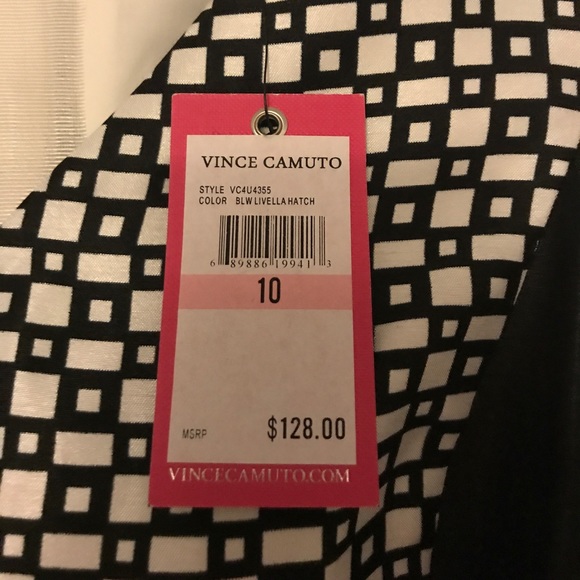 VINCE CAMUTO
STYLE VC4U4355
COLOR BLW LIVELLA HATCH
6 89886 19941 3
10
MSRP $128.00
VINCECAMUTO.COM